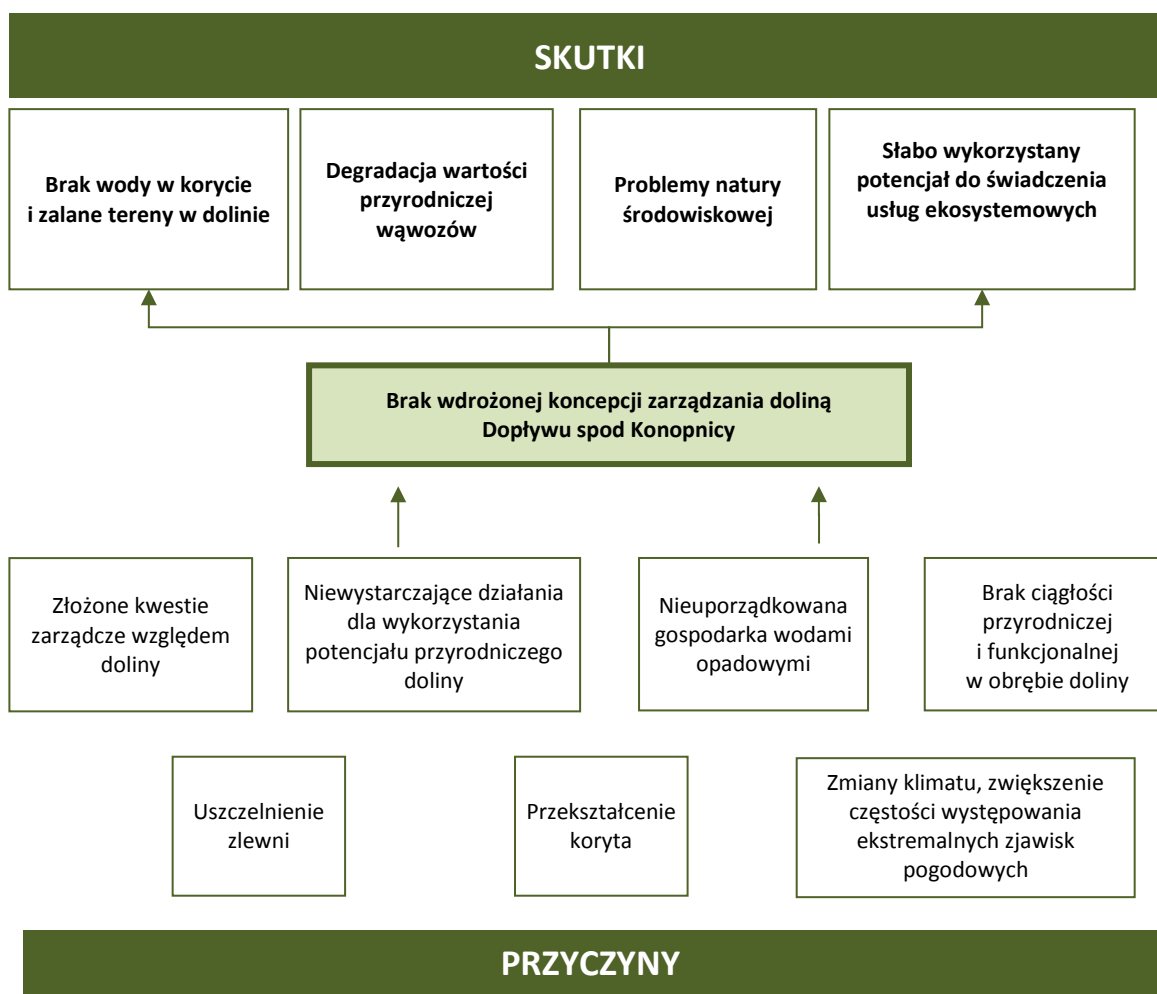 SKUTKI
Brak wody w korycie
i zalane tereny w dolinie
Degradacja wartości
przyrodniczej
wąwozów
Problemy natury
środowiskowej
Słabo wykorzystany
potencjał do świadczenia
usług ekosystemowych
Brak wdrożonej koncepcji zarządzania doliną
Dopływu spod Konopnicy
Złożone kwestie
zarządcze względem
doliny
Niewystarczające działania
dla wykorzystania
potencjału przyrodniczego
doliny
Nieuporządkowana
gospodarka wodami
opadowymi
Brak ciągłości
przyrodniczej
i funkcjonalnej
w obrębie doliny
Uszczelnienie
zlewni
Przekształcenie
koryta
Zmiany klimatu, zwiększenie
częstości występowania
ekstremalnych zjawisk
pogodowych
PRZYCZYNY